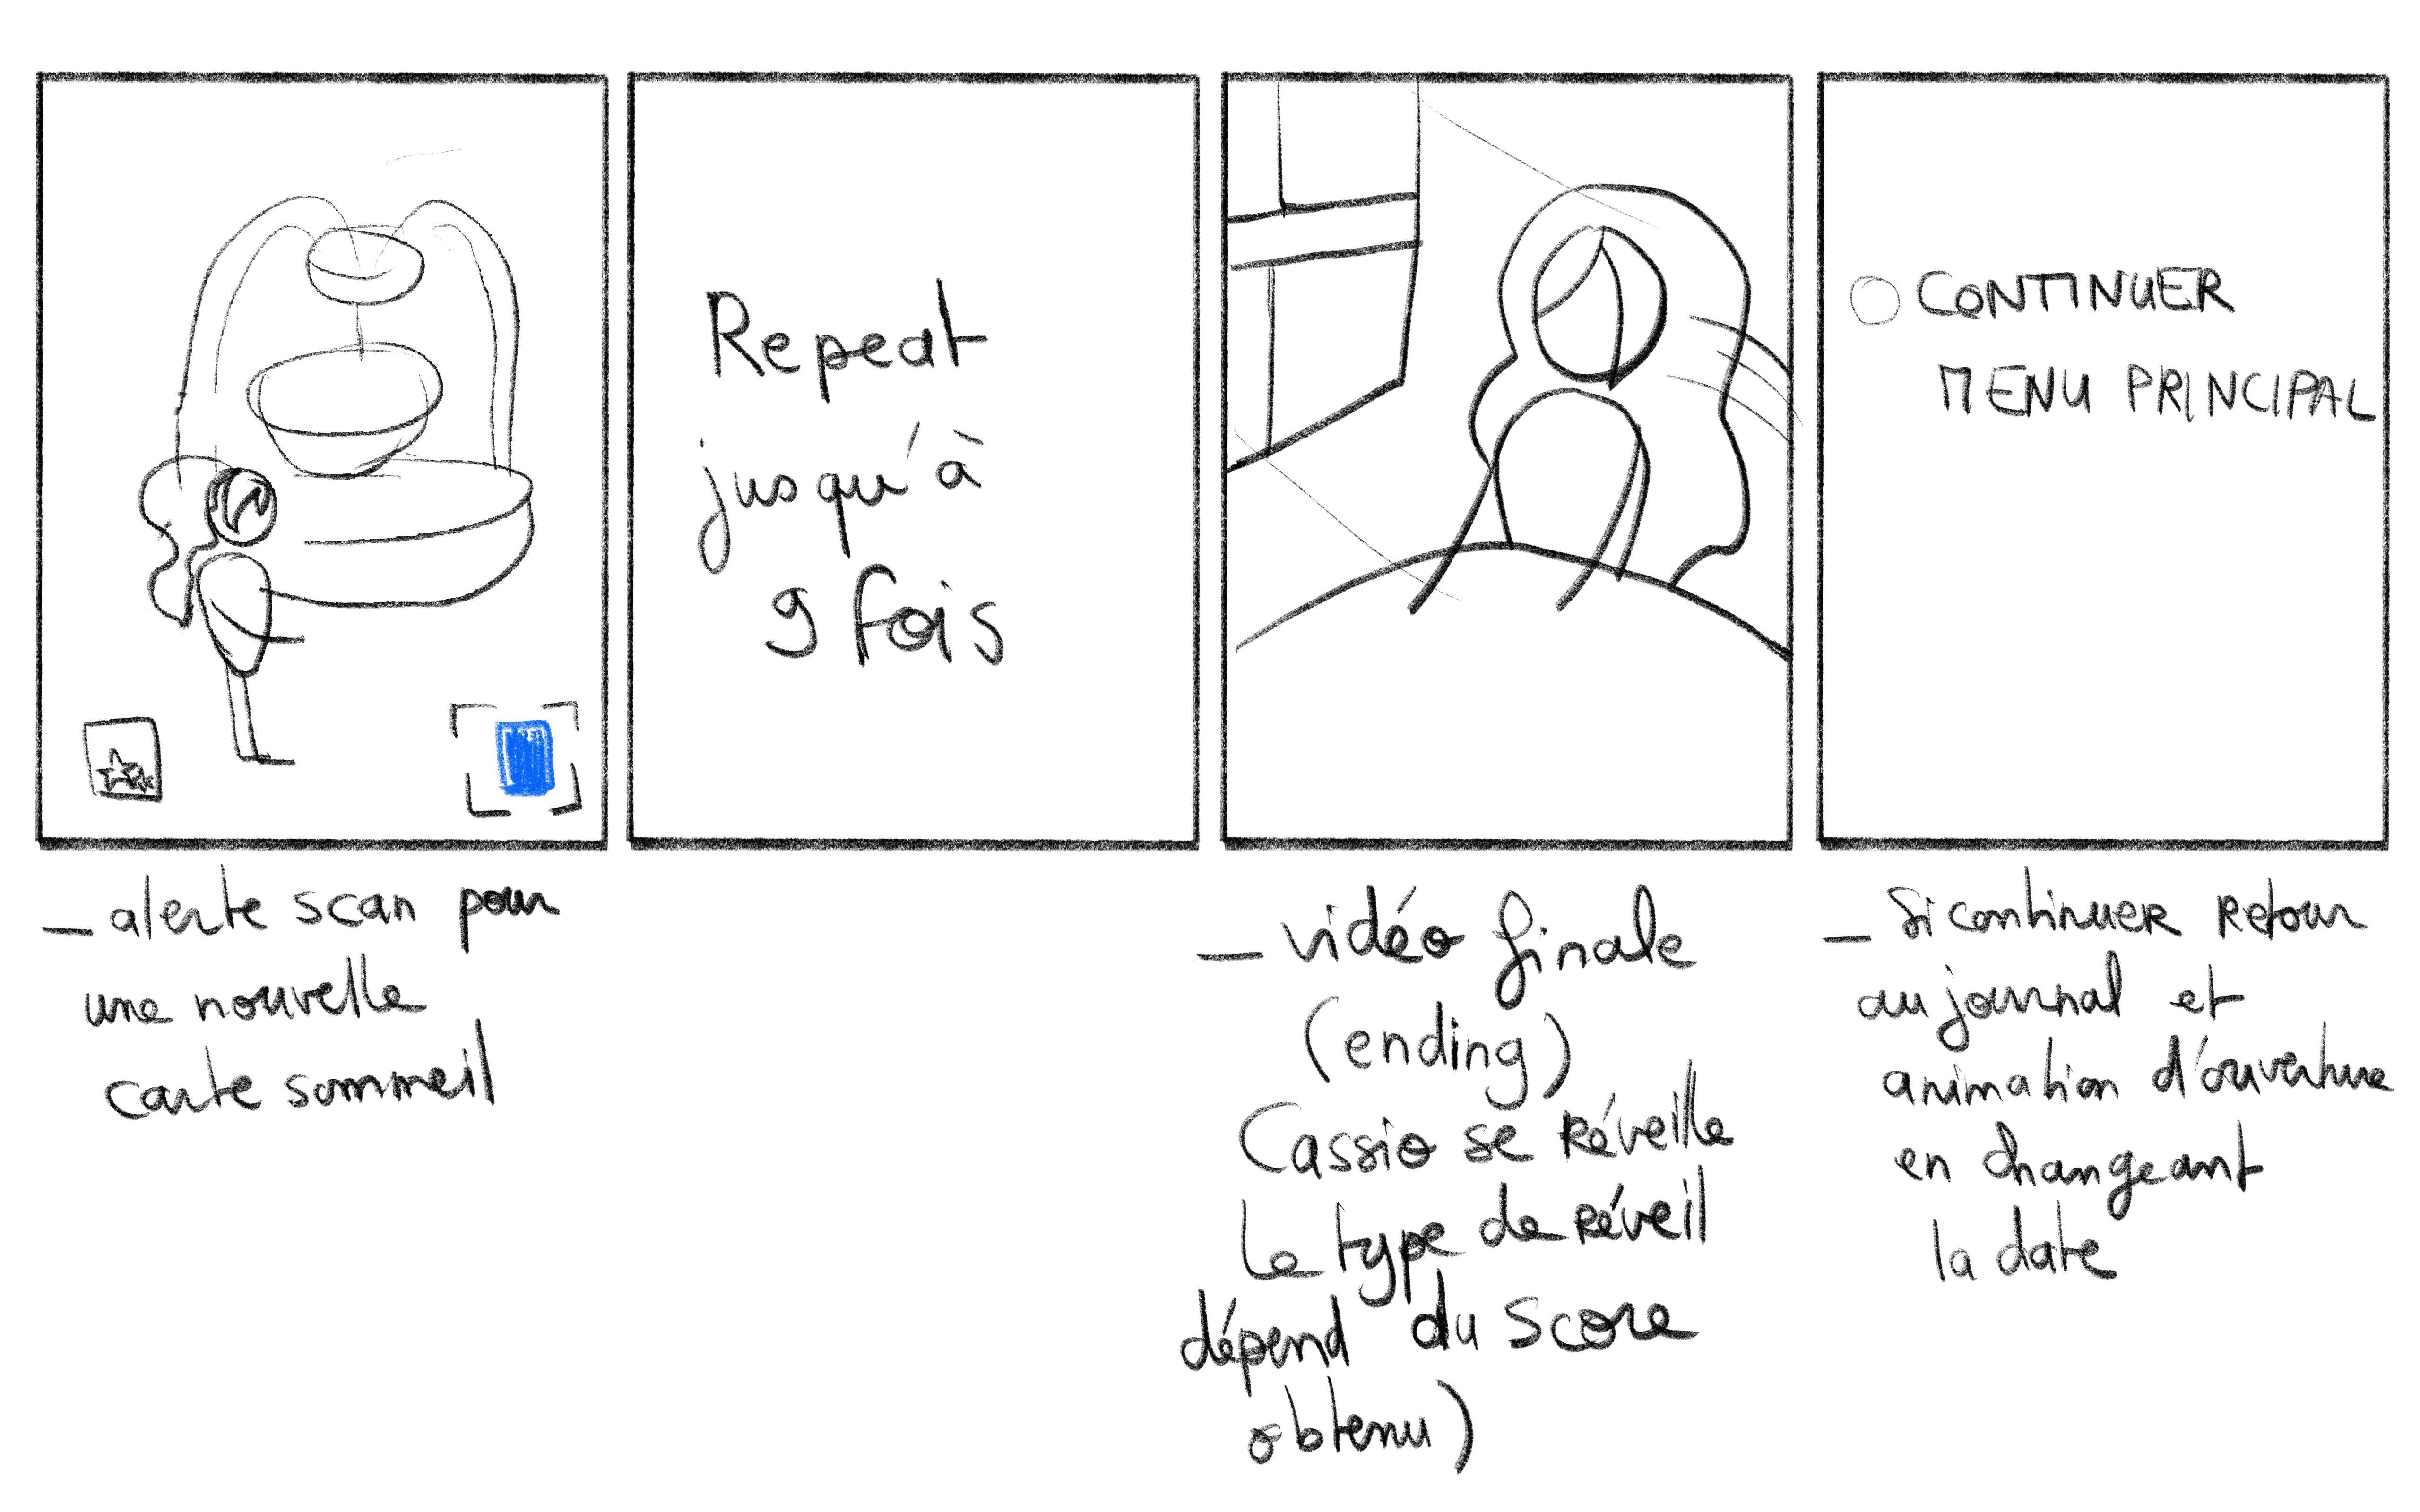 Repeat
jusqu'à
9 fois
CONTINUER
MENU PRINCIPAL
_ alerte scan pour
une nouvelle
carte sommeil
_ vidéo finale
(ending)
Cassio se réveille
Le type de réveil
dépend du score
obtenu)
_ Si continuer Retour
au journal et
animation d'ouverture
en changeant
la date